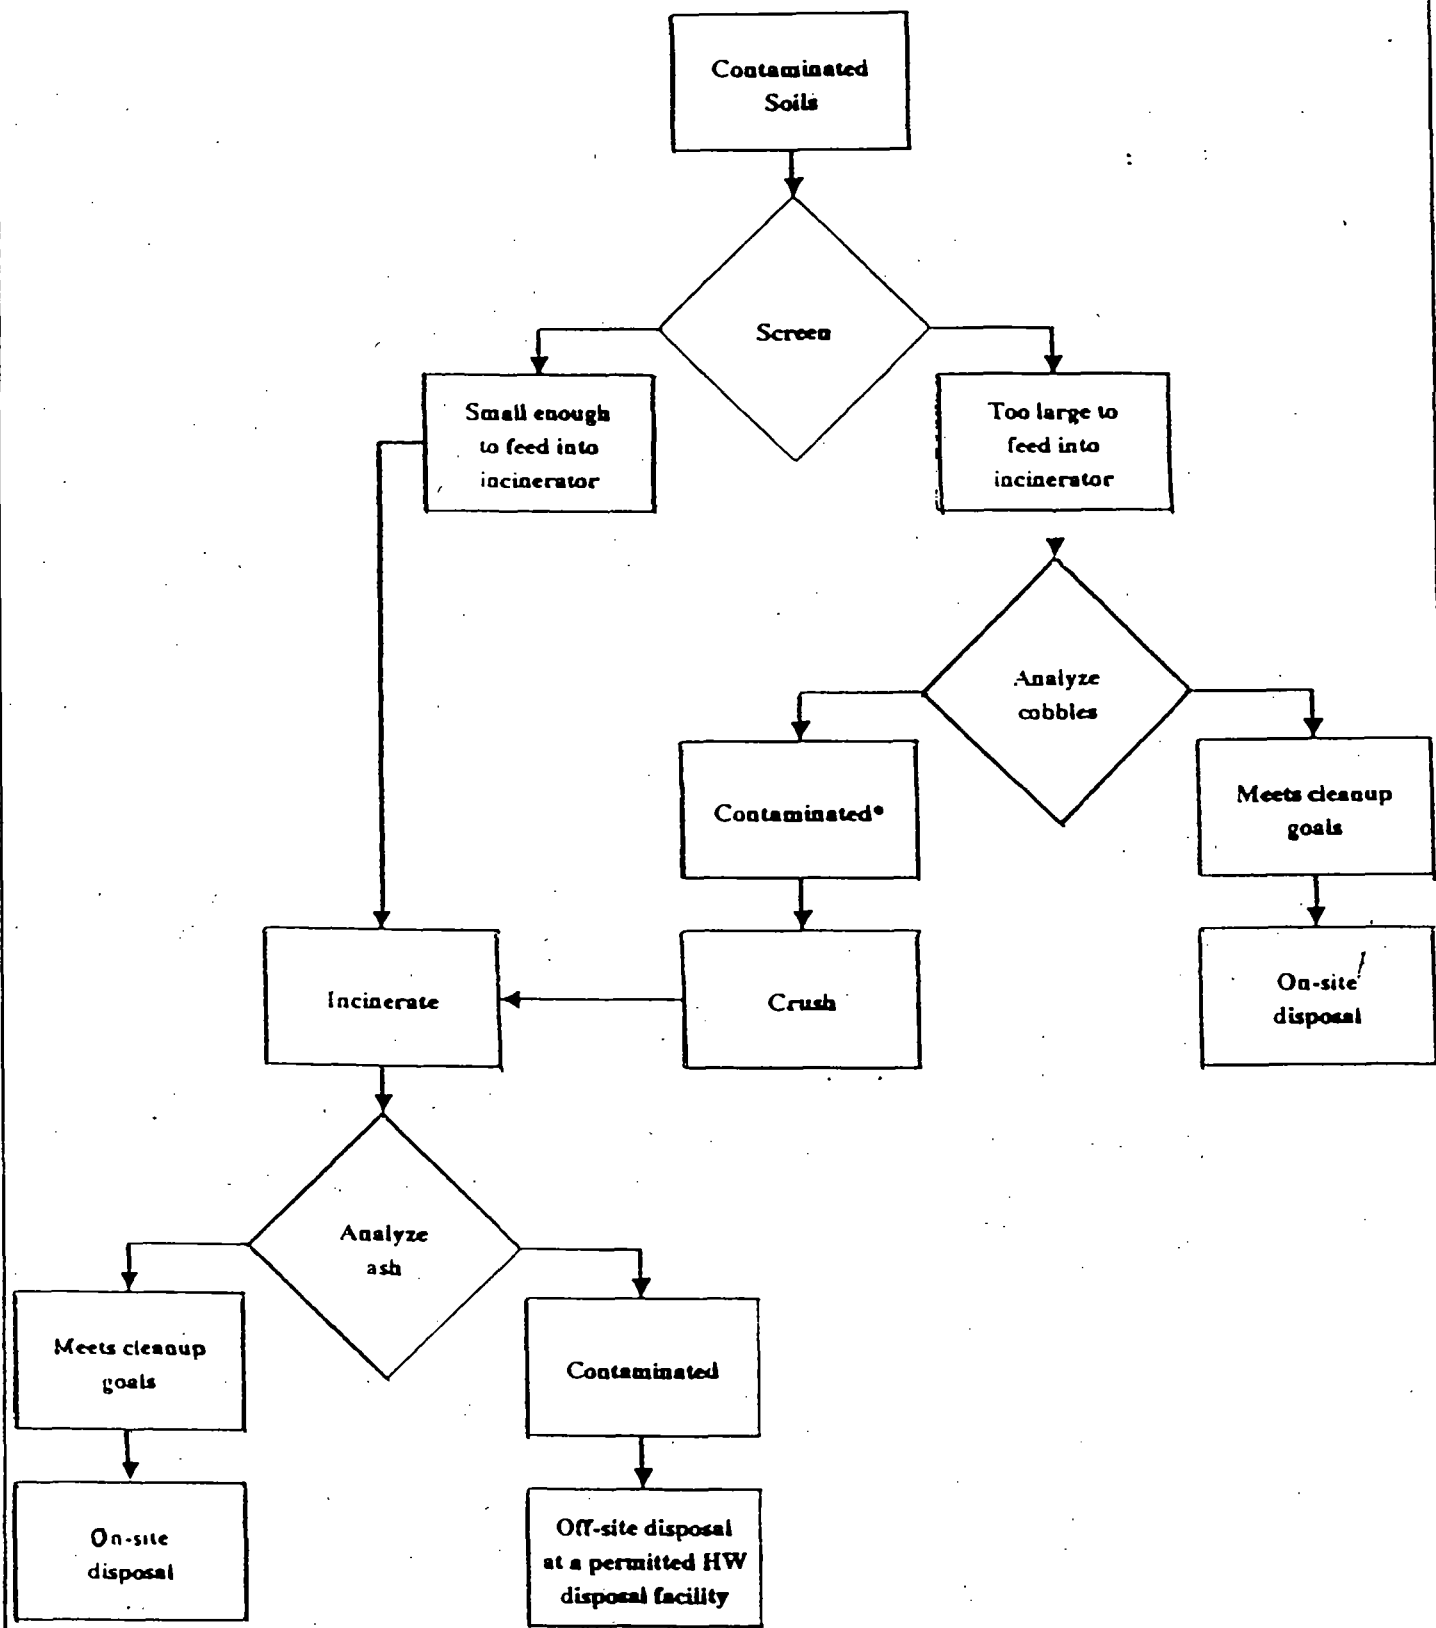 Contaminated
Soils
Screen
Small enough
to feed into
incinerator
Too large to
feed into
incinerator
Analyze
cobbles
Contaminated*
Meets cleanup
goals
Incinerate
Crush
On-site
disposal
Analyze
ash
Meets cleanup
goals
Contaminated
On-site
disposal
Off-site disposal
at a permitted HW
disposal facility